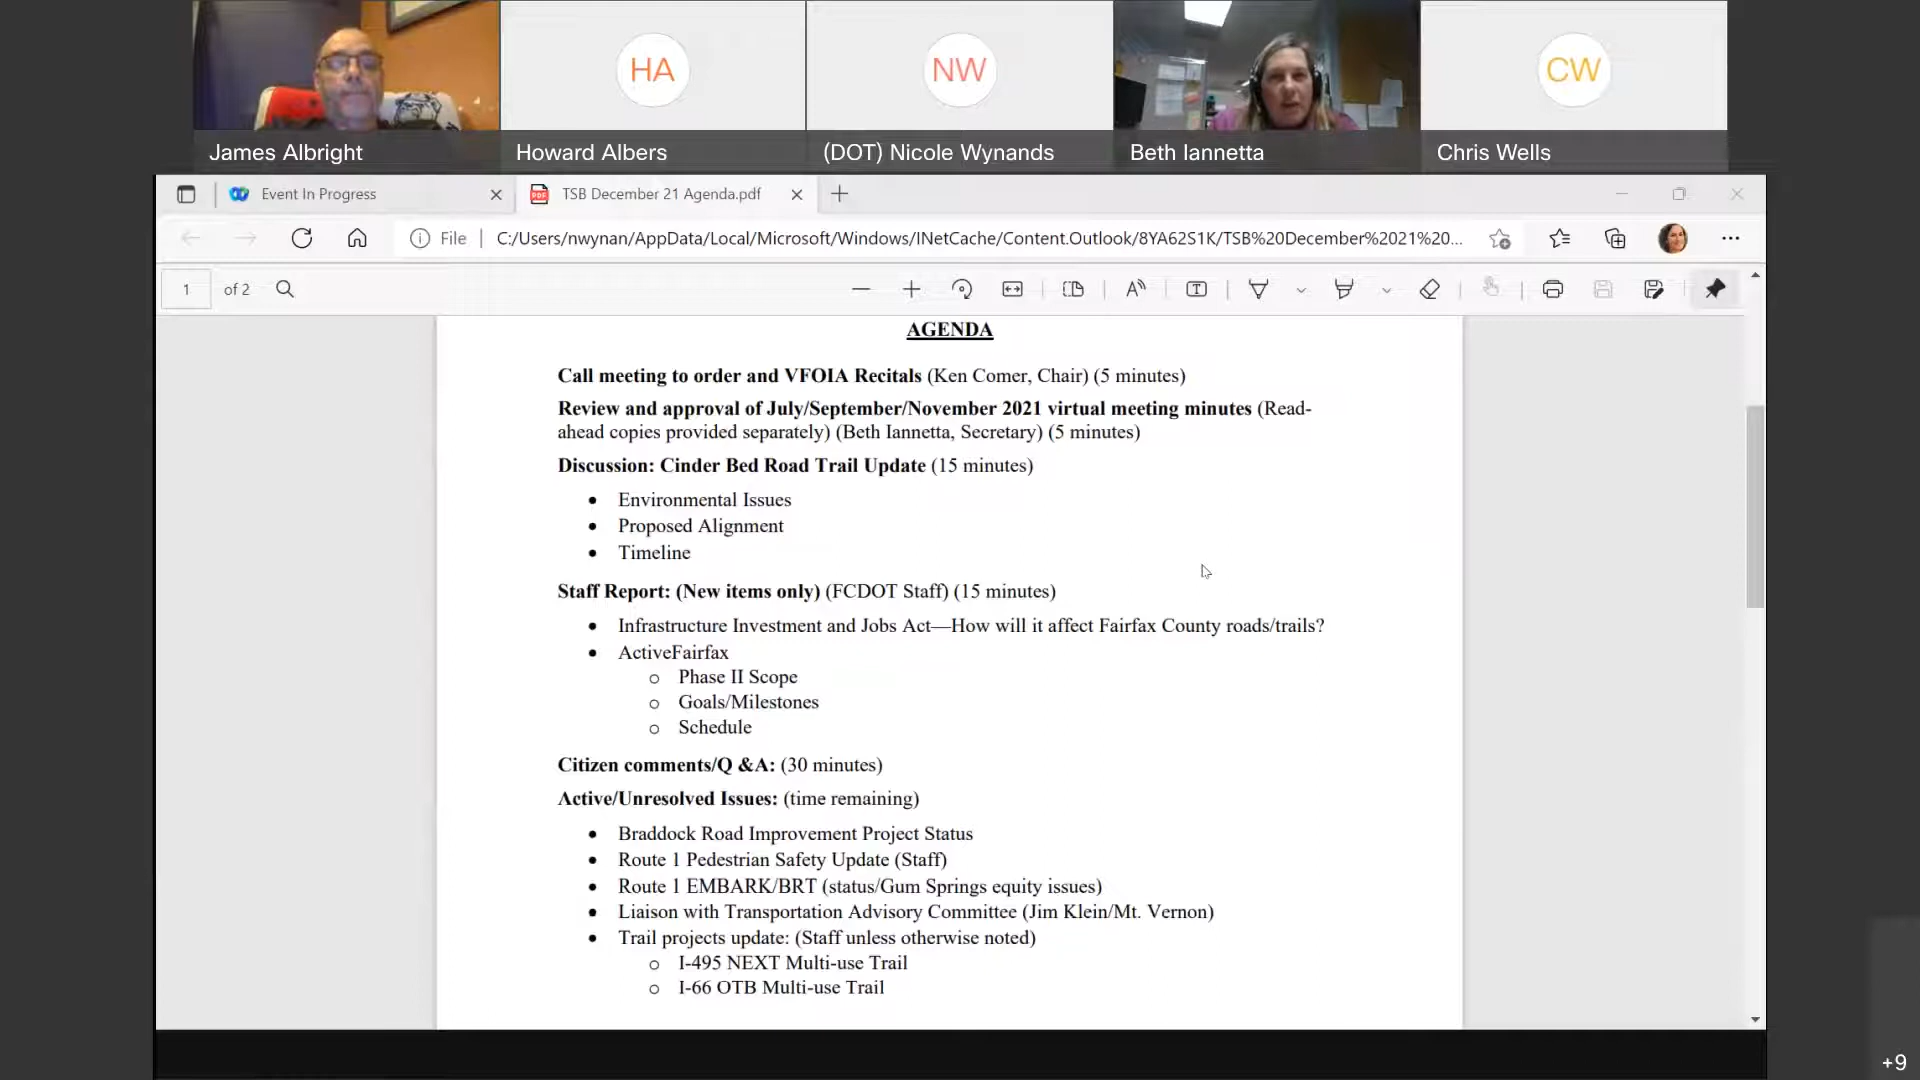 HA
NW
CW
James Albright
Howard Albers
(DOT) Nicole Wynands
Beth Iannetta
Chris Wells
Event In Progress
TSB December 21 Agenda.pdf
File
C:/Users/nwynan/AppData/Local/Microsoft/Windows/INetCache/Content.Outlook/8YA62S1K/TSB%20December%2021%20...
1 of 2
AGENDA
Call meeting to order and VFOIA Recitals (Ken Comer, Chair) (5 minutes)
Review and approval of July/September/November 2021 virtual meeting minutes (Read-
ahead copies provided separately) (Beth Iannetta, Secretary) (5 minutes)
Discussion: Cinder Bed Road Trail Update (15 minutes)
• Environmental Issues
• Proposed Alignment
• Timeline
Staff Report: (New items only) (FCDOT Staff) (15 minutes)
• Infrastructure Investment and Jobs Act—How will it affect Fairfax County roads/trails?
• ActiveFairfax
o Phase II Scope
o Goals/Milestones
o Schedule
Citizen comments/Q &A: (30 minutes)
Active/Unresolved Issues: (time remaining)
• Braddock Road Improvement Project Status
• Route 1 Pedestrian Safety Update (Staff)
• Route 1 EMBARK/BRT (status/Gum Springs equity issues)
• Liaison with Transportation Advisory Committee (Jim Klein/Mt. Vernon)
• Trail projects update: (Staff unless otherwise noted)
o I-495 NEXT Multi-use Trail
o I-66 OTB Multi-use Trail
+9